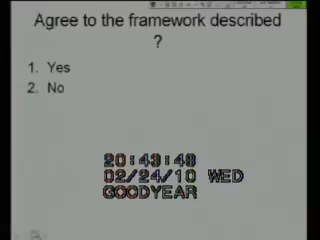 Agree to the framework described
?
1. Yes
2. No
20:43:48
02/24/10 WED
GOODYEAR